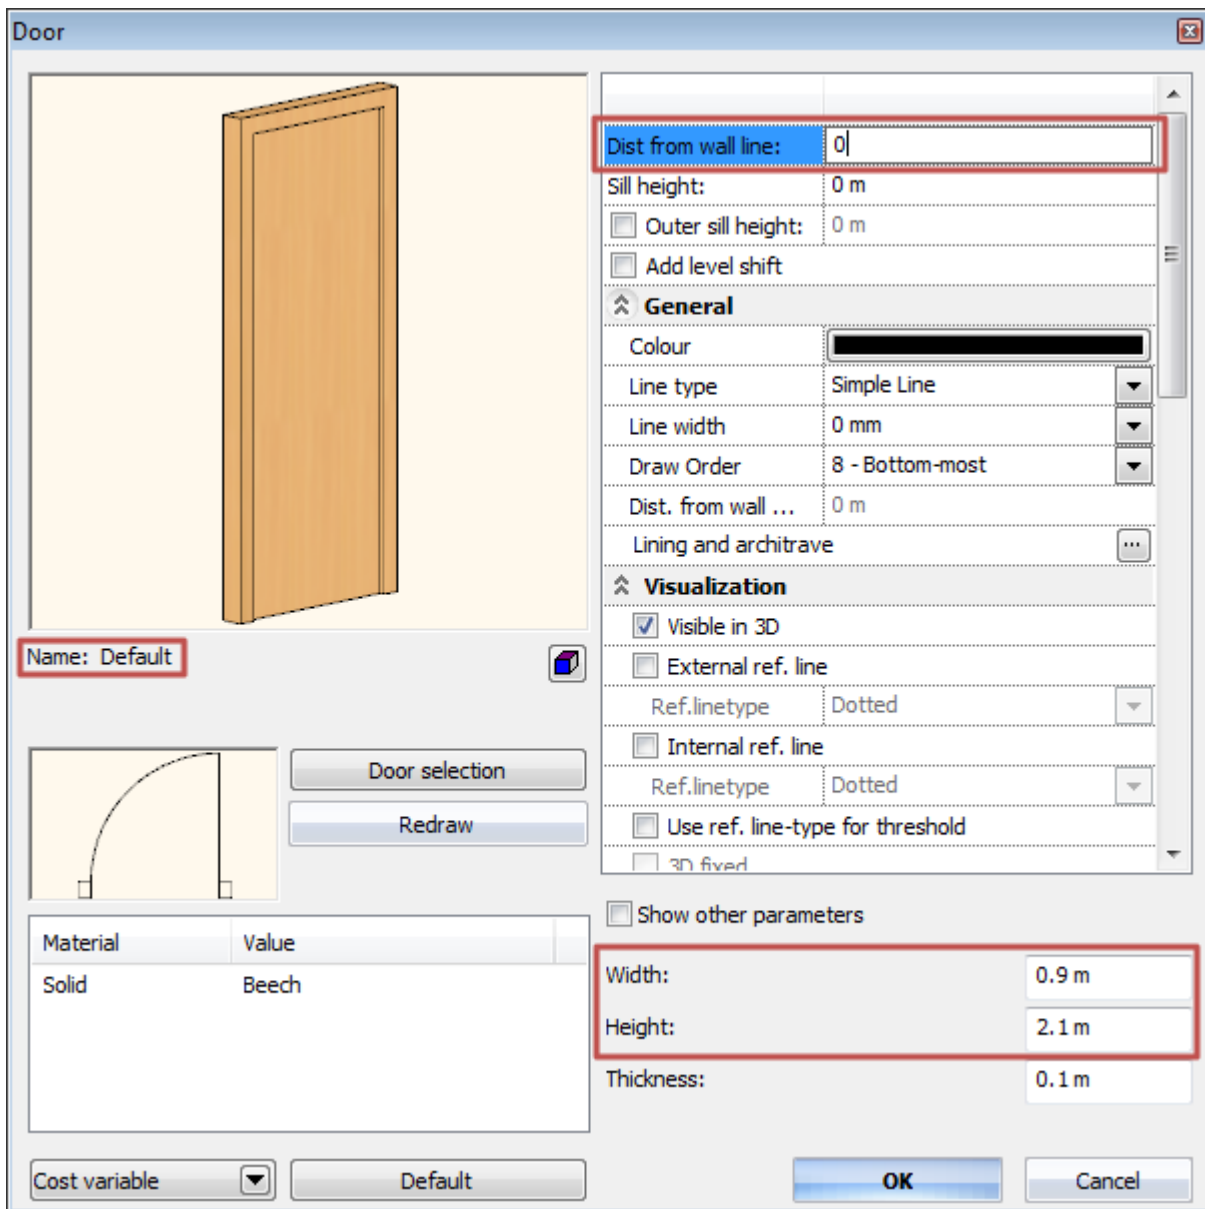 Door
Dist from wall line: 0
Sill height: 0 m
Outer sill height: 0 m
Add level shift
General
Colour
Line type Simple Line
Line width 0 mm
Draw Order 8 - Bottom-most
Dist. from wall ... 0 m
Lining and architrave ...
Visualization
Visible in 3D
External ref. line
Ref.linetype Dotted
Internal ref. line
Ref.linetype Dotted
Use ref. line-type for threshold
3D fixed
Name: Default
Door selection
Redraw
Material Value
Solid Beech
Show other parameters
Width: 0.9 m
Height: 2.1 m
Thickness: 0.1 m
Cost variable Default OK Cancel